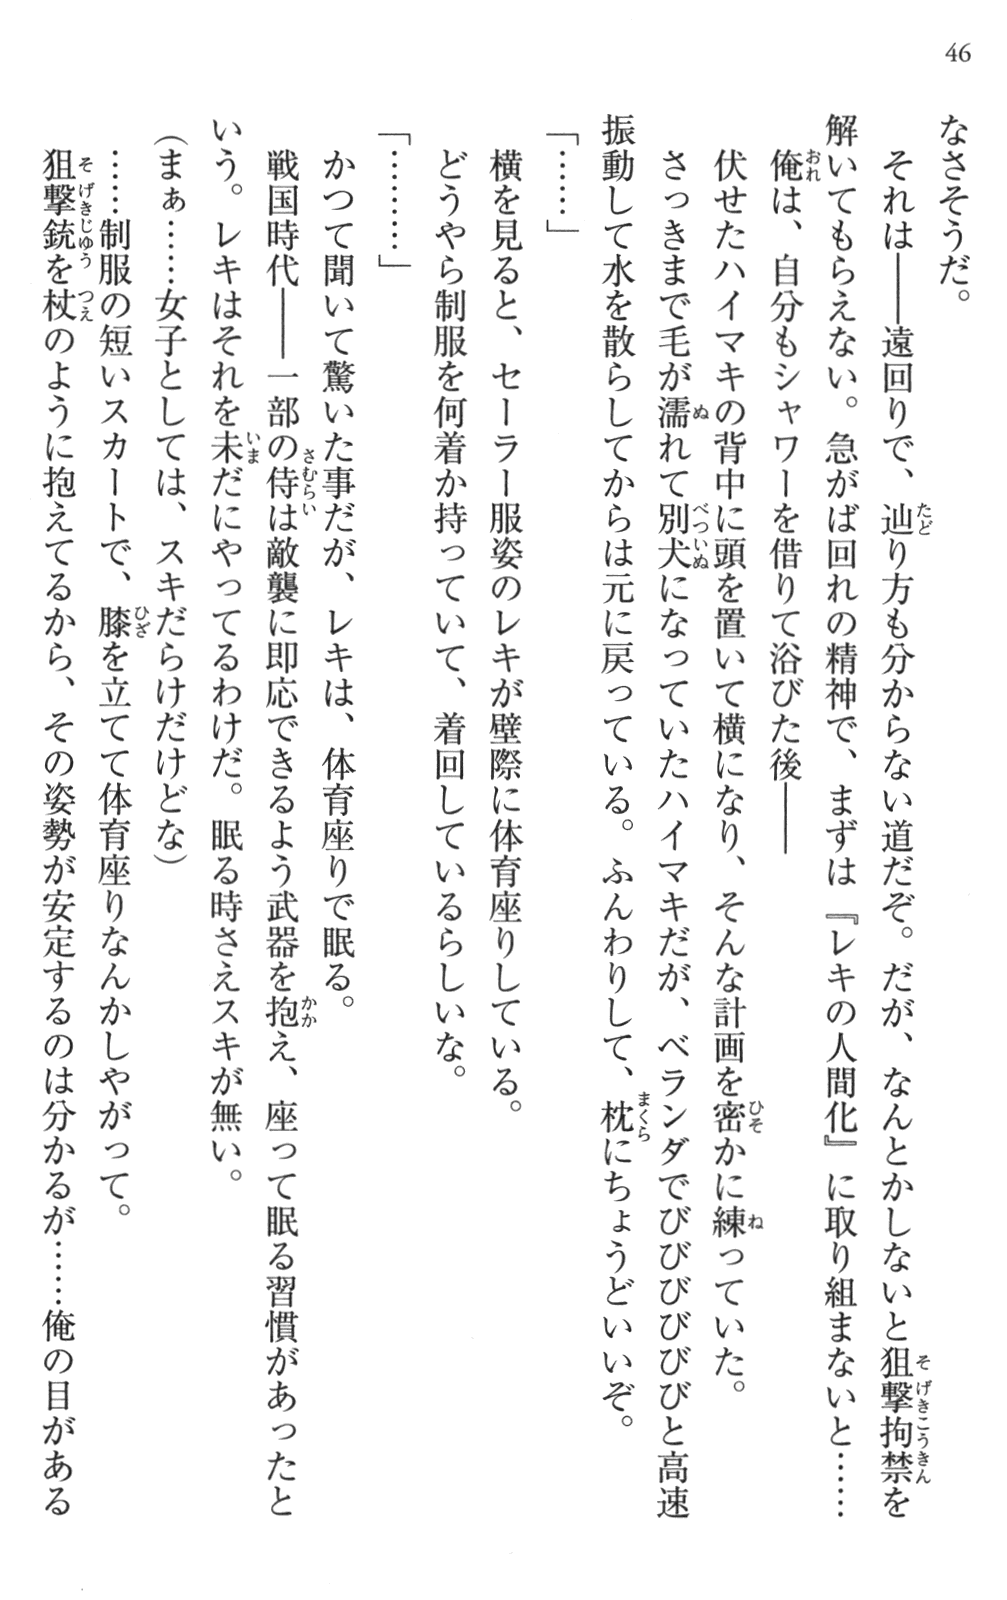 46
なさそうだ。
それは――遠回りで、辿り方も分からない道だぞ。だが、なんとかしないと狙撃拘禁を
解いてもらえない。急がば回れの精神で、まずは『レキの人間化』に取り組まないと……
俺は、自分もシャワーを借りて浴びた後――
伏せたハイマキの背中に頭を置いて横になり、そんな計画を密かに練っていた。
さっきまで毛が濡れて別犬になっていたハイマキだが、ベランダでびびびびびびと高速
振動して水を散らしてからは元に戻っている。ふんわりして、枕にちょうどいいぞ。
「……」
横を見ると、セーラー服姿のレキが壁際に体育座りしている。
どうやら制服を何着か持っていて、着回しているらしいな。
「………」
かつて聞いて驚いた事だが、レキは、体育座りで眠る。
戦国時代――一部の侍は敵襲に即応できるよう武器を抱え、座って眠る習慣があったと
いう。レキはそれを未だにやってるわけだ。眠る時さえスキが無い。
（まぁ……女子としては、スキだらけだけどな）
……制服の短いスカートで、膝を立てて体育座りなんかしやがって。
狙撃銃を杖のように抱えてるから、その姿勢が安定するのは分かるが……俺の目がある